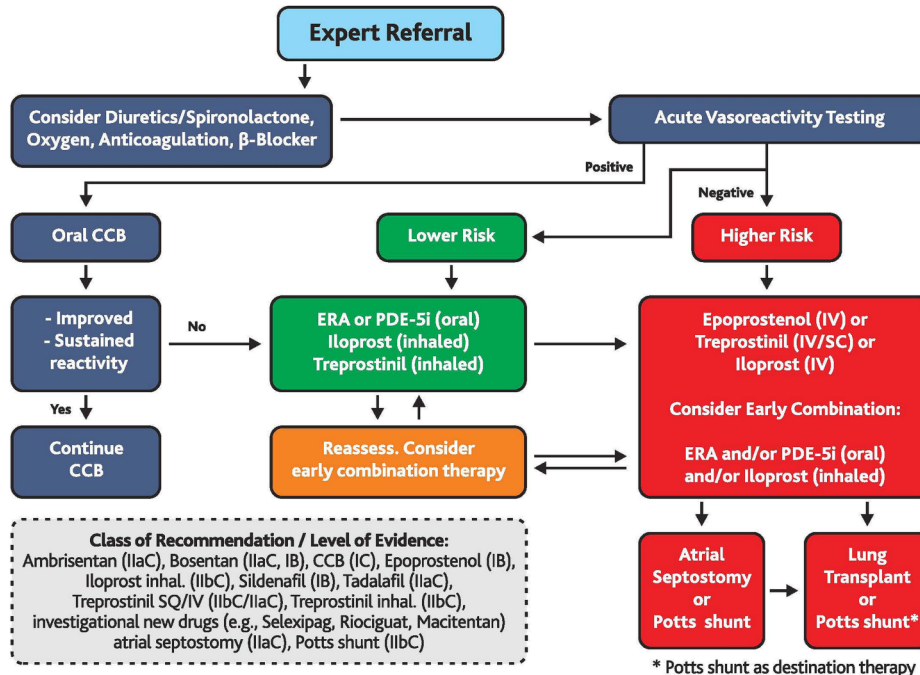 Expert Referral
Consider Diuretics/Spironolactone,
Oxygen, Anticoagulation, β-Blocker
Acute Vasoreactivity Testing
Positive
Negative
Oral CCB
Lower Risk
Higher Risk
- Improved
- Sustained
reactivity
No
ERA or PDE-5i (oral)
Iloprost (inhaled)
Treprostinil (inhaled)
Epoprostenol (IV) or
Treprostinil (IV/SC) or
Iloprost (IV)
Consider Early Combination:
ERA and/or PDE-5i (oral)
and/or Iloprost (inhaled)
Yes
Continue
CCB
Reassess. Consider
early combination therapy
Class of Recommendation / Level of Evidence:
Ambrisentan (IIaC), Bosentan (IIaC, IB), CCB (IC), Epoprostenol (IB),
Iloprost inhal. (IIbC), Sildenafil (IB), Tadalafil (IIaC),
Treprostinil SQ/IV (IIbC/IIaC), Treprostinil inhal. (IIbC),
investigational new drugs (e.g., Selexipag, Riociguat, Macitentan)
atrial septostomy (IIaC), Potts shunt (IIbC)
Atrial
Septostomy
or
Potts shunt
Lung
Transplant or
Potts shunt*
* Potts shunt as destination therapy